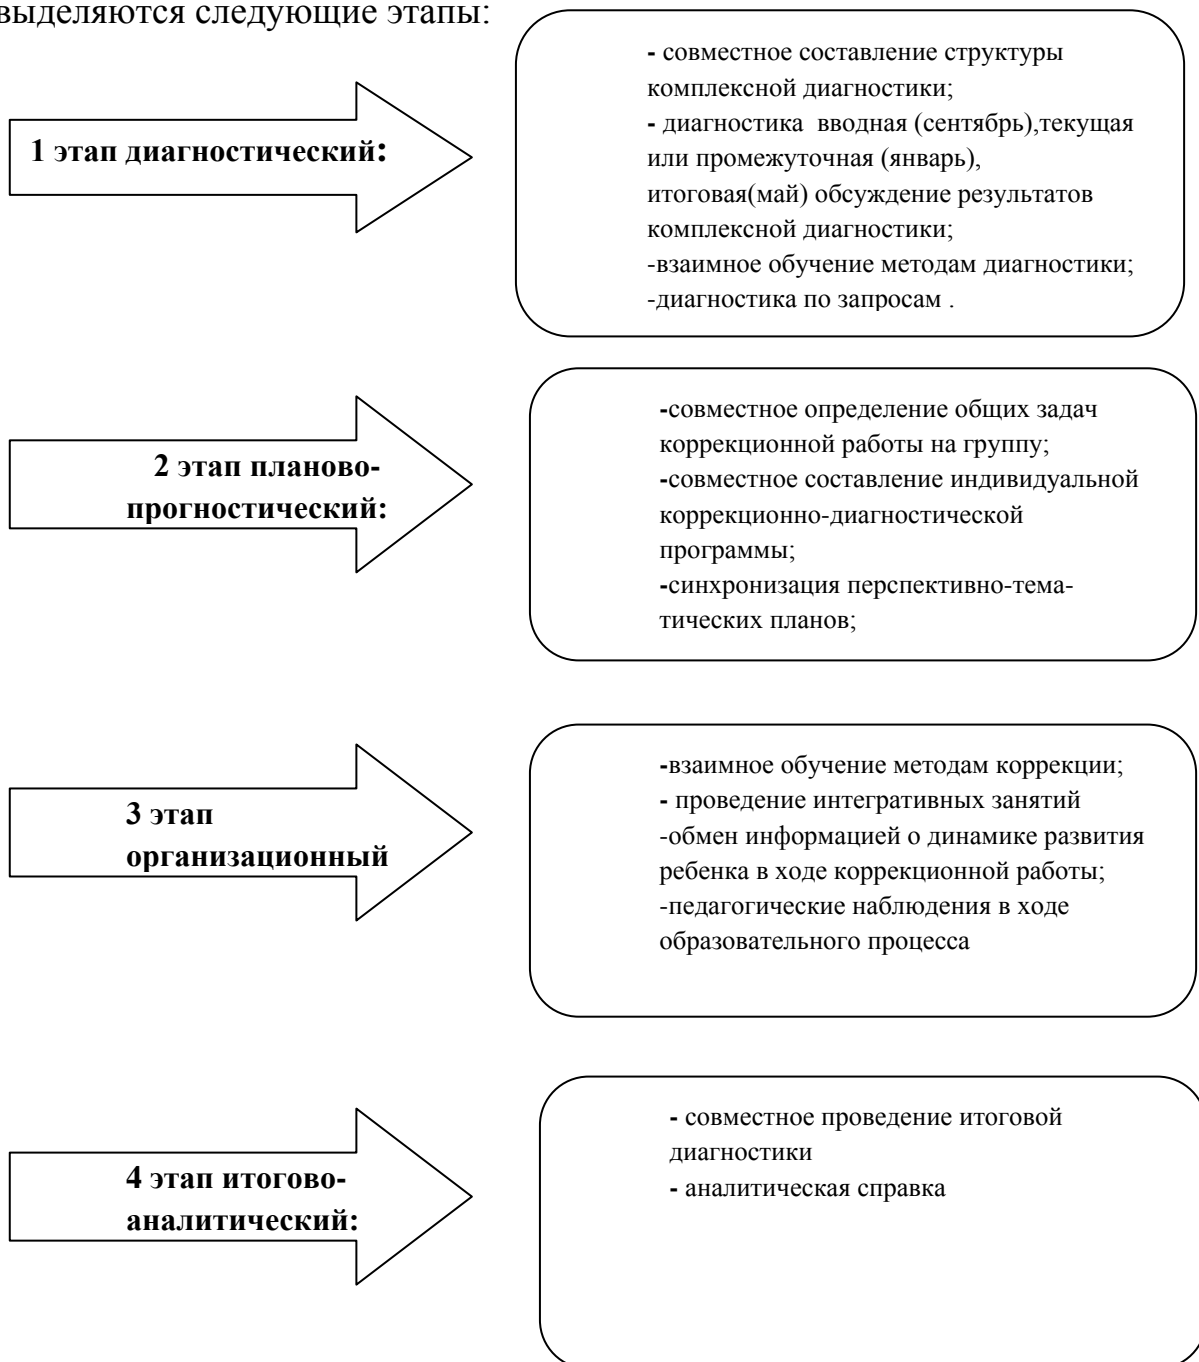 выделяются следующие этапы:
1 этап диагностический:
- совместное составление структуры
комплексной диагностики;
- диагностика  вводная (сентябрь),текущая
или промежуточная (январь),
итоговая(май) обсуждение результатов
комплексной диагностики;
-взаимное обучение методам диагностики;
-диагностика по запросам .
2 этап планово-
прогностический:
-совместное определение общих задач
коррекционной работы на группу;
-совместное составление индивидуальной
коррекционно-диагностической
программы;
-синхронизация перспективно-тема-
тических планов;
3 этап
организационный
-взаимное обучение методам коррекции;
- проведение интегративных занятий
-обмен информацией о динамике развития
ребенка в ходе коррекционной работы;
-педагогические наблюдения в ходе
образовательного процесса
4 этап итогово-
аналитический:
- совместное проведение итоговой
диагностики
- аналитическая справка